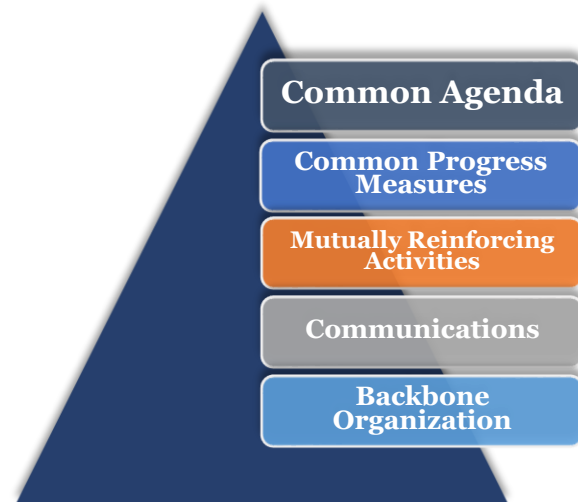 Common Agenda
Common Progress
Measures
Mutually Reinforcing
Activities
Communications
Backbone
Organization